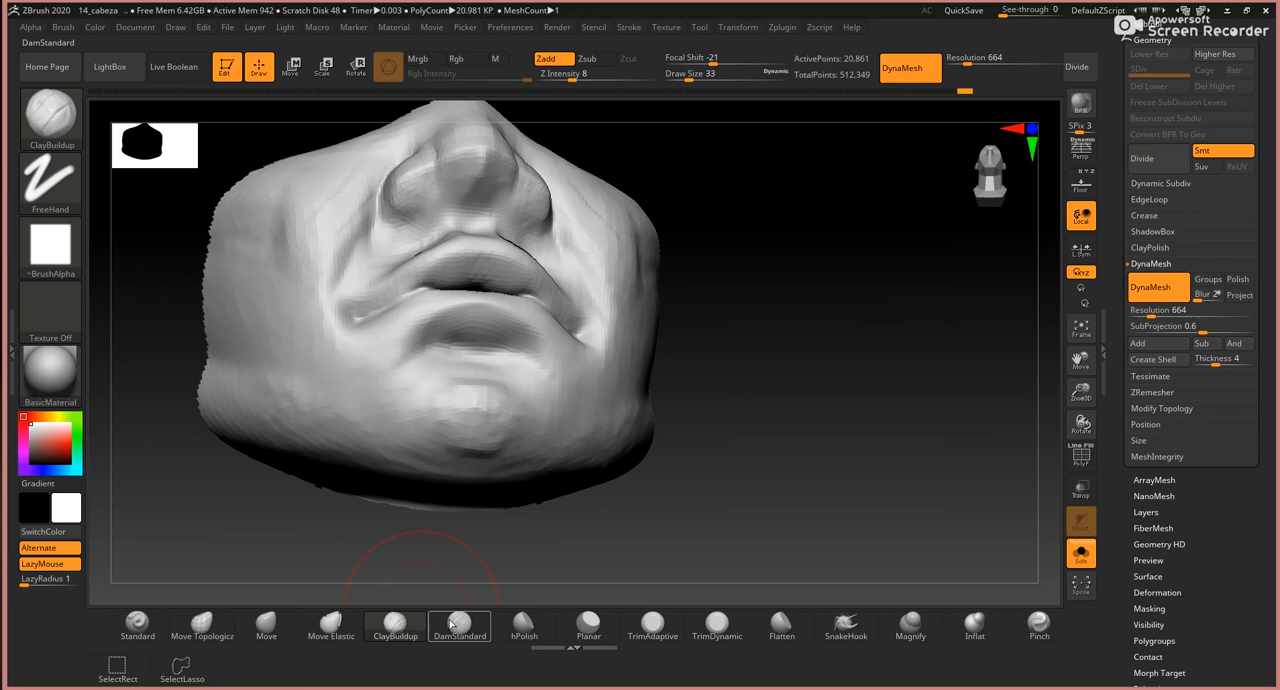 ZBrush 2020 14_cabeza .. • Free Mem 6.42GB • Active Mem 942 • Scratch Disk 48 • Timer▶0.003 • PolyCount▶20.981 KP • MeshCount▶1
AC QuickSave See-through 0 DefaultZScript
Apowersoft
Screen Recorder
Alpha Brush Color Document Draw Edit File Layer Light Macro Marker Material Movie Picker Preferences Render Stencil Stroke Texture Tool Transform Zplugin Zscript Help
DamStandard
Home Page LightBox Live Boolean Edit Draw Move Scale Rotate
Mrgb Rgb M
Rgb Intensity
Zadd Zsub Zcut
Z Intensity 8
Focal Shift -21
Draw Size 33 Dynamic
ActivePoints: 20,861
TotalPoints: 512,349
DynaMesh
Resolution 664
Divide
ClayBuildup
FreeHand
~BrushAlpha
Texture Off
BasicMaterial
Gradient
SwitchColor
Alternate
LazyMouse
LazyRadius 1
BPR
SPix 3
Dynamic
Persp
X Y Z
Floor
Local
L.Sym
XYZ
Frame
Move
Zoom3D
Rotate
Line Fill
PolyF
Transp
Solo
Xpose
Geometry
Lower Res Higher Res
SDiv Cage Rstr
Del Lower Del Higher
Freeze SubDivision Levels
Reconstruct Subdiv
Convert BPR To Geo
Divide Smt
Suv ReUV
Dynamic Subdiv
EdgeLoop
Crease
ShadowBox
ClayPolish
DynaMesh
DynaMesh Groups Polish
Blur 2 Project
Resolution 664
SubProjection 0.6
Add Sub And
Create Shell Thickness 4
Tessimate
ZRemesher
Modify Topology
Position
Size
MeshIntegrity
ArrayMesh
NanoMesh
Layers
FiberMesh
Geometry HD
Preview
Surface
Deformation
Masking
Visibility
Polygroups
Contact
Morph Target
Standard Move Topologica Move Move Elastic ClayBuildup DamStandard hPolish Planar TrimAdaptive TrimDynamic Flatten SnakeHook Magnify Inflat Pinch
SelectRect SelectLasso